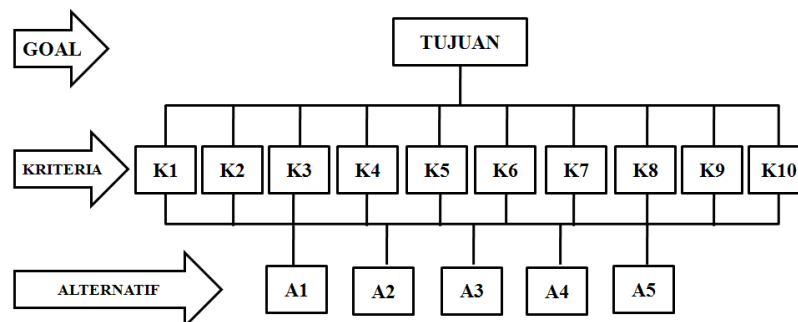 GOAL
TUJUAN
KRITERIA
K1 K2 K3 K4 K5 K6 K7 K8 K9 K10
ALTERNATIF
A1 A2 A3 A4 A5